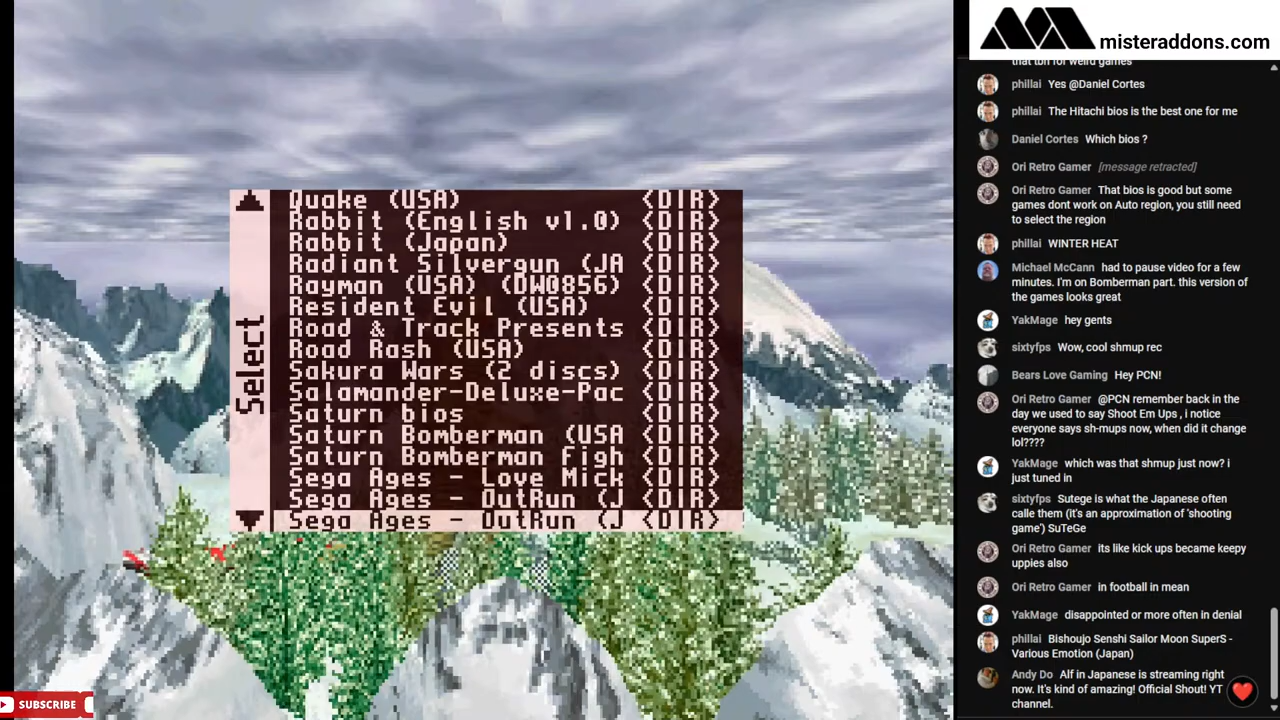 misteraddons.com
Select
Quake (USA) <DIR>
Rabbit (English v1.0) <DIR>
Rabbit (Japan) <DIR>
Radiant Silvergun (JA <DIR>
Rayman (USA) (DW0856) <DIR>
Resident Evil (USA) <DIR>
Road & Track Presents <DIR>
Road Rash (USA) <DIR>
Sakura Wars (2 discs) <DIR>
Salamander-Deluxe-Pac <DIR>
Saturn bios <DIR>
Saturn Bomberman (USA <DIR>
Saturn Bomberman Figh <DIR>
Sega Ages - Love Mick <DIR>
Sega Ages - OutRun (J <DIR>
Sega Ages - OutRun (J <DIR>
SUBSCRIBE
that tbh for weird games
phillai Yes @Daniel Cortes
phillai The Hitachi bios is the best one for me
Daniel Cortes Which bios ?
Ori Retro Gamer [message retracted]
Ori Retro Gamer That bios is good but some
games dont work on Auto region, you still need
to select the region
phillai WINTER HEAT
Michael McCann had to pause video for a few
minutes. I'm on Bomberman part. this version of
the games looks great
YakMage hey gents
sixtyfps Wow, cool shmup rec
Bears Love Gaming Hey PCN!
Ori Retro Gamer @PCN remember back in the
day we used to say Shoot Em Ups , i notice
everyone says sh-mups now, when did it change
lol????
YakMage which was that shmup just now? i
just tuned in
sixtyfps Sutege is what the Japanese often
call them (it's an approximation of 'shooting
game') SuTeGe
Ori Retro Gamer its like kick ups became keepy
uppies also
Ori Retro Gamer in football in mean
YakMage disappointed or more often in denial
phillai Bishoujo Senshi Sailor Moon SuperS -
Various Emotion (Japan)
Andy Do Alf in Japanese is streaming right
now. It's kind of amazing! Official Shout! YT
channel.